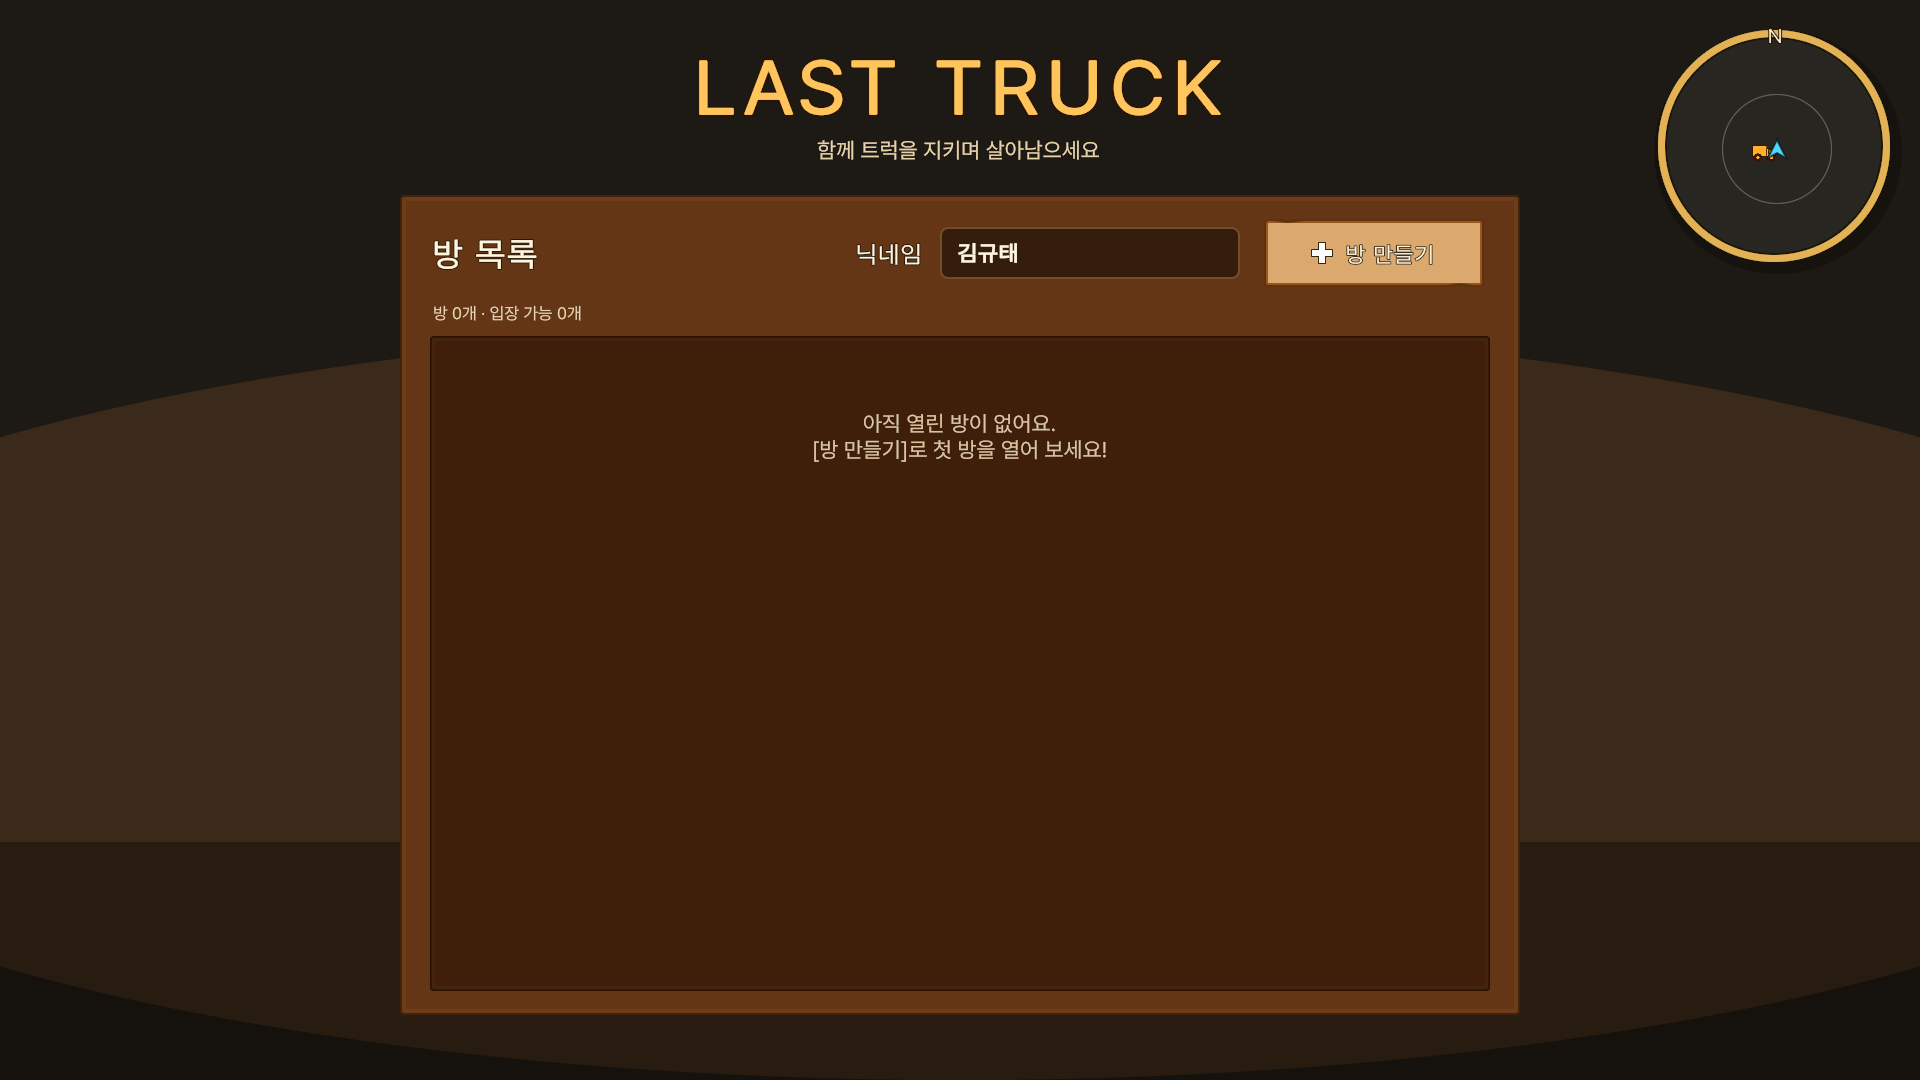 LAST TRUCK
함께 트럭을 지키며 살아남으세요
N
방 목록
닉네임
김규태
방 만들기
방 0개 · 입장 가능 0개
아직 열린 방이 없어요.
[방 만들기]로 첫 방을 열어 보세요!